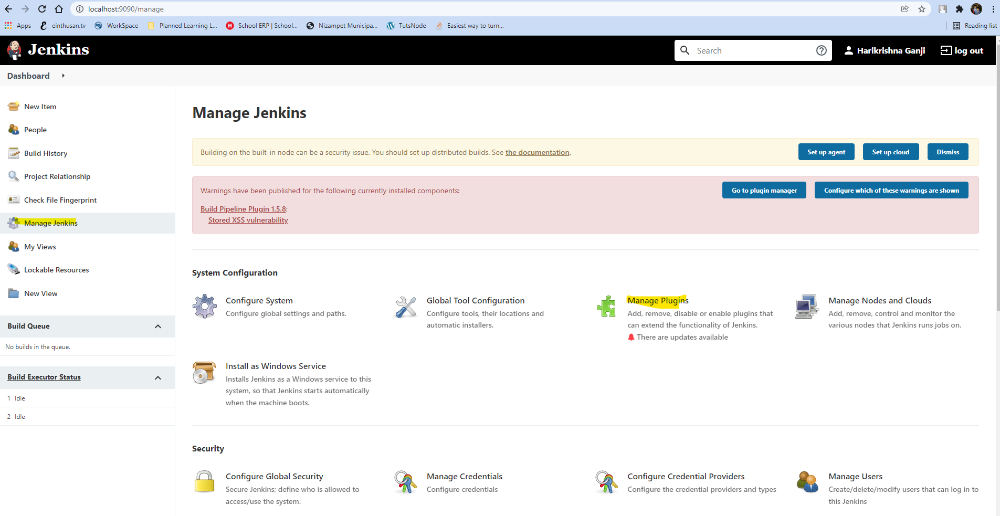 localhost:9090/manage
Apps
einthusan.tv
WorkSpace
Planned Learning L...
School ERP | School...
Nizampet Municipa...
TutsNode
Easiest way to turn...
Reading list
Jenkins
Search
Harikrishna Ganji
log out
Dashboard
New Item
People
Build History
Project Relationship
Check File Fingerprint
Manage Jenkins
My Views
Lockable Resources
New View
Build Queue
No builds in the queue.
Build Executor Status
1 Idle
2 Idle
Manage Jenkins
Building on the built-in node can be a security issue. You should set up distributed builds. See the documentation.
Set up agent
Set up cloud
Dismiss
Warnings have been published for the following currently installed components:
Go to plugin manager
Configure which of these warnings are shown
Build Pipeline Plugin 1.5.8:
Stored XSS vulnerability
System Configuration
Configure System
Configure global settings and paths.
Global Tool Configuration
Configure tools, their locations and
automatic installers.
Manage Plugins
Add, remove, disable or enable plugins that
can extend the functionality of Jenkins.
There are updates available
Manage Nodes and Clouds
Add, remove, control and monitor the
various nodes that Jenkins runs jobs on.
Install as Windows Service
Installs Jenkins as a Windows service to this
system, so that Jenkins starts automatically
when the machine boots.
Security
Configure Global Security
Secure Jenkins; define who is allowed to
access/use the system.
Manage Credentials
Configure credentials
Configure Credential Providers
Configure the credential providers and types
Manage Users
Create/delete/modify users that can log in to
this Jenkins